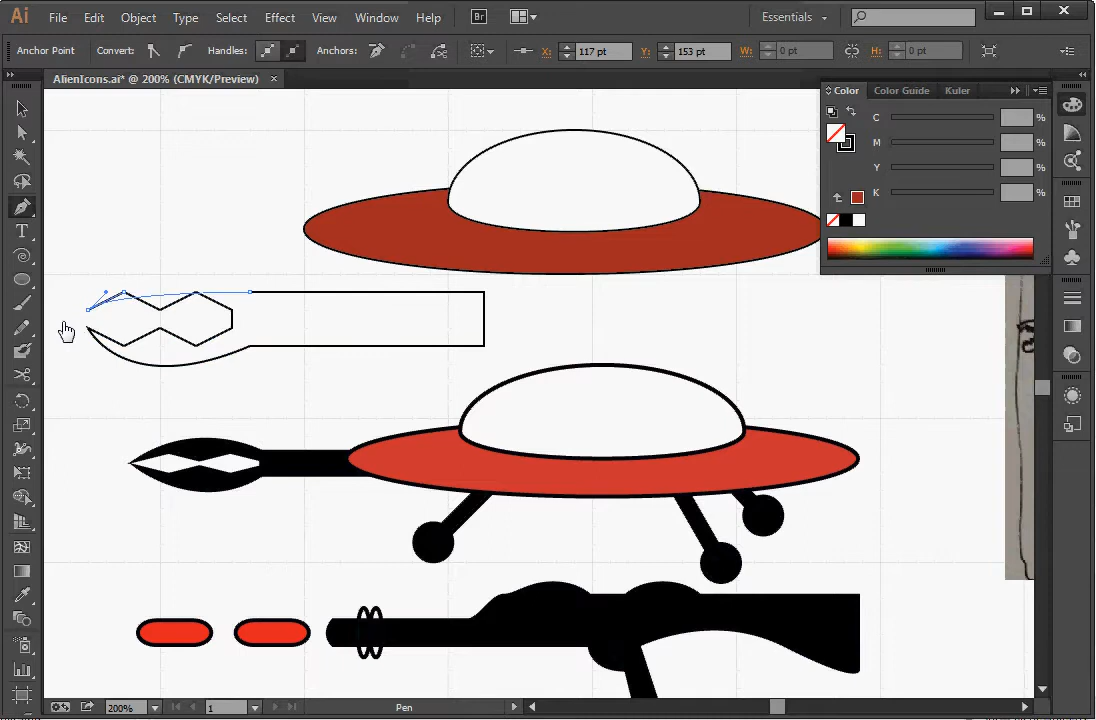 Ai File Edit Object Type Select Effect View Window Help Br Essentials
Anchor Point Convert: Handles: Anchors: X: 117 pt Y: 153 pt W: 0 pt H: 0 pt
AlienIcons.ai* @ 200% (CMYK/Preview) ×
Color Color Guide Kuler
C %
M %
Y %
K %
T
200% 1 Pen